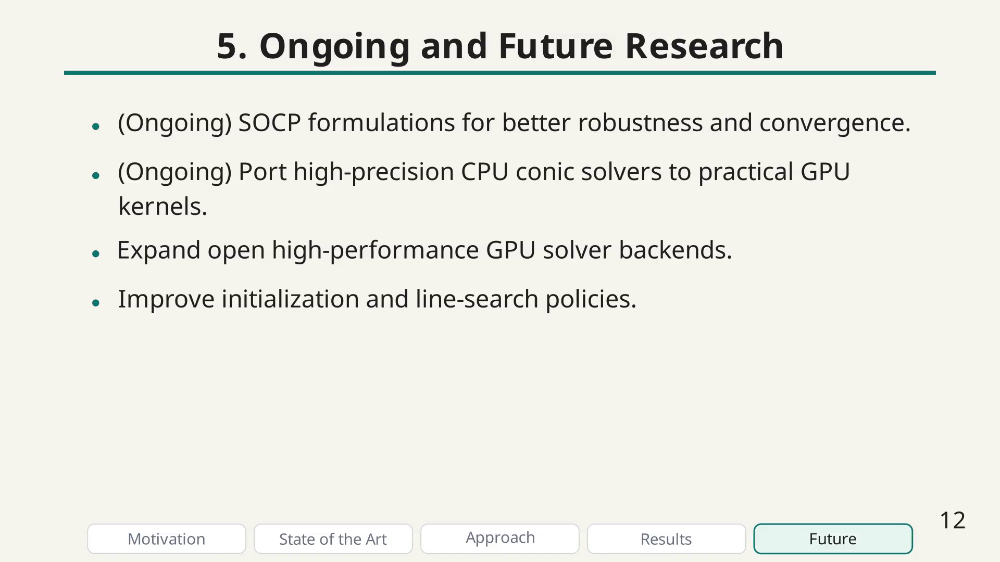 5. Ongoing and Future Research
• (Ongoing) SOCP formulations for better robustness and convergence.
• (Ongoing) Port high-precision CPU conic solvers to practical GPU
kernels.
• Expand open high-performance GPU solver backends.
• Improve initialization and line-search policies.
12
Motivation
State of the Art
Approach
Results
Future